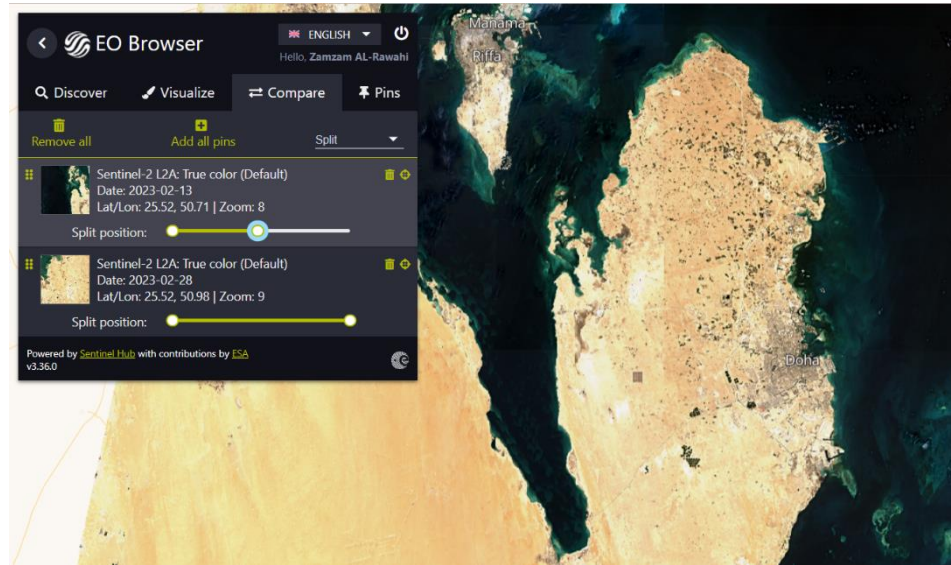 EO Browser
ENGLISH
Hello, Zamzam AL-Rawahi
Discover
Visualize
Compare
Pins
Remove all
Add all pins
Split
Sentinel-2 L2A: True color (Default)
Date: 2023-02-13
Lat/Lon: 25.52, 50.71 | Zoom: 8
Split position:
Sentinel-2 L2A: True color (Default)
Date: 2023-02-28
Lat/Lon: 25.52, 50.98 | Zoom: 9
Split position:
Powered by Sentinel Hub with contributions by ESA
v3.36.0
Manama
Riffa
Doha